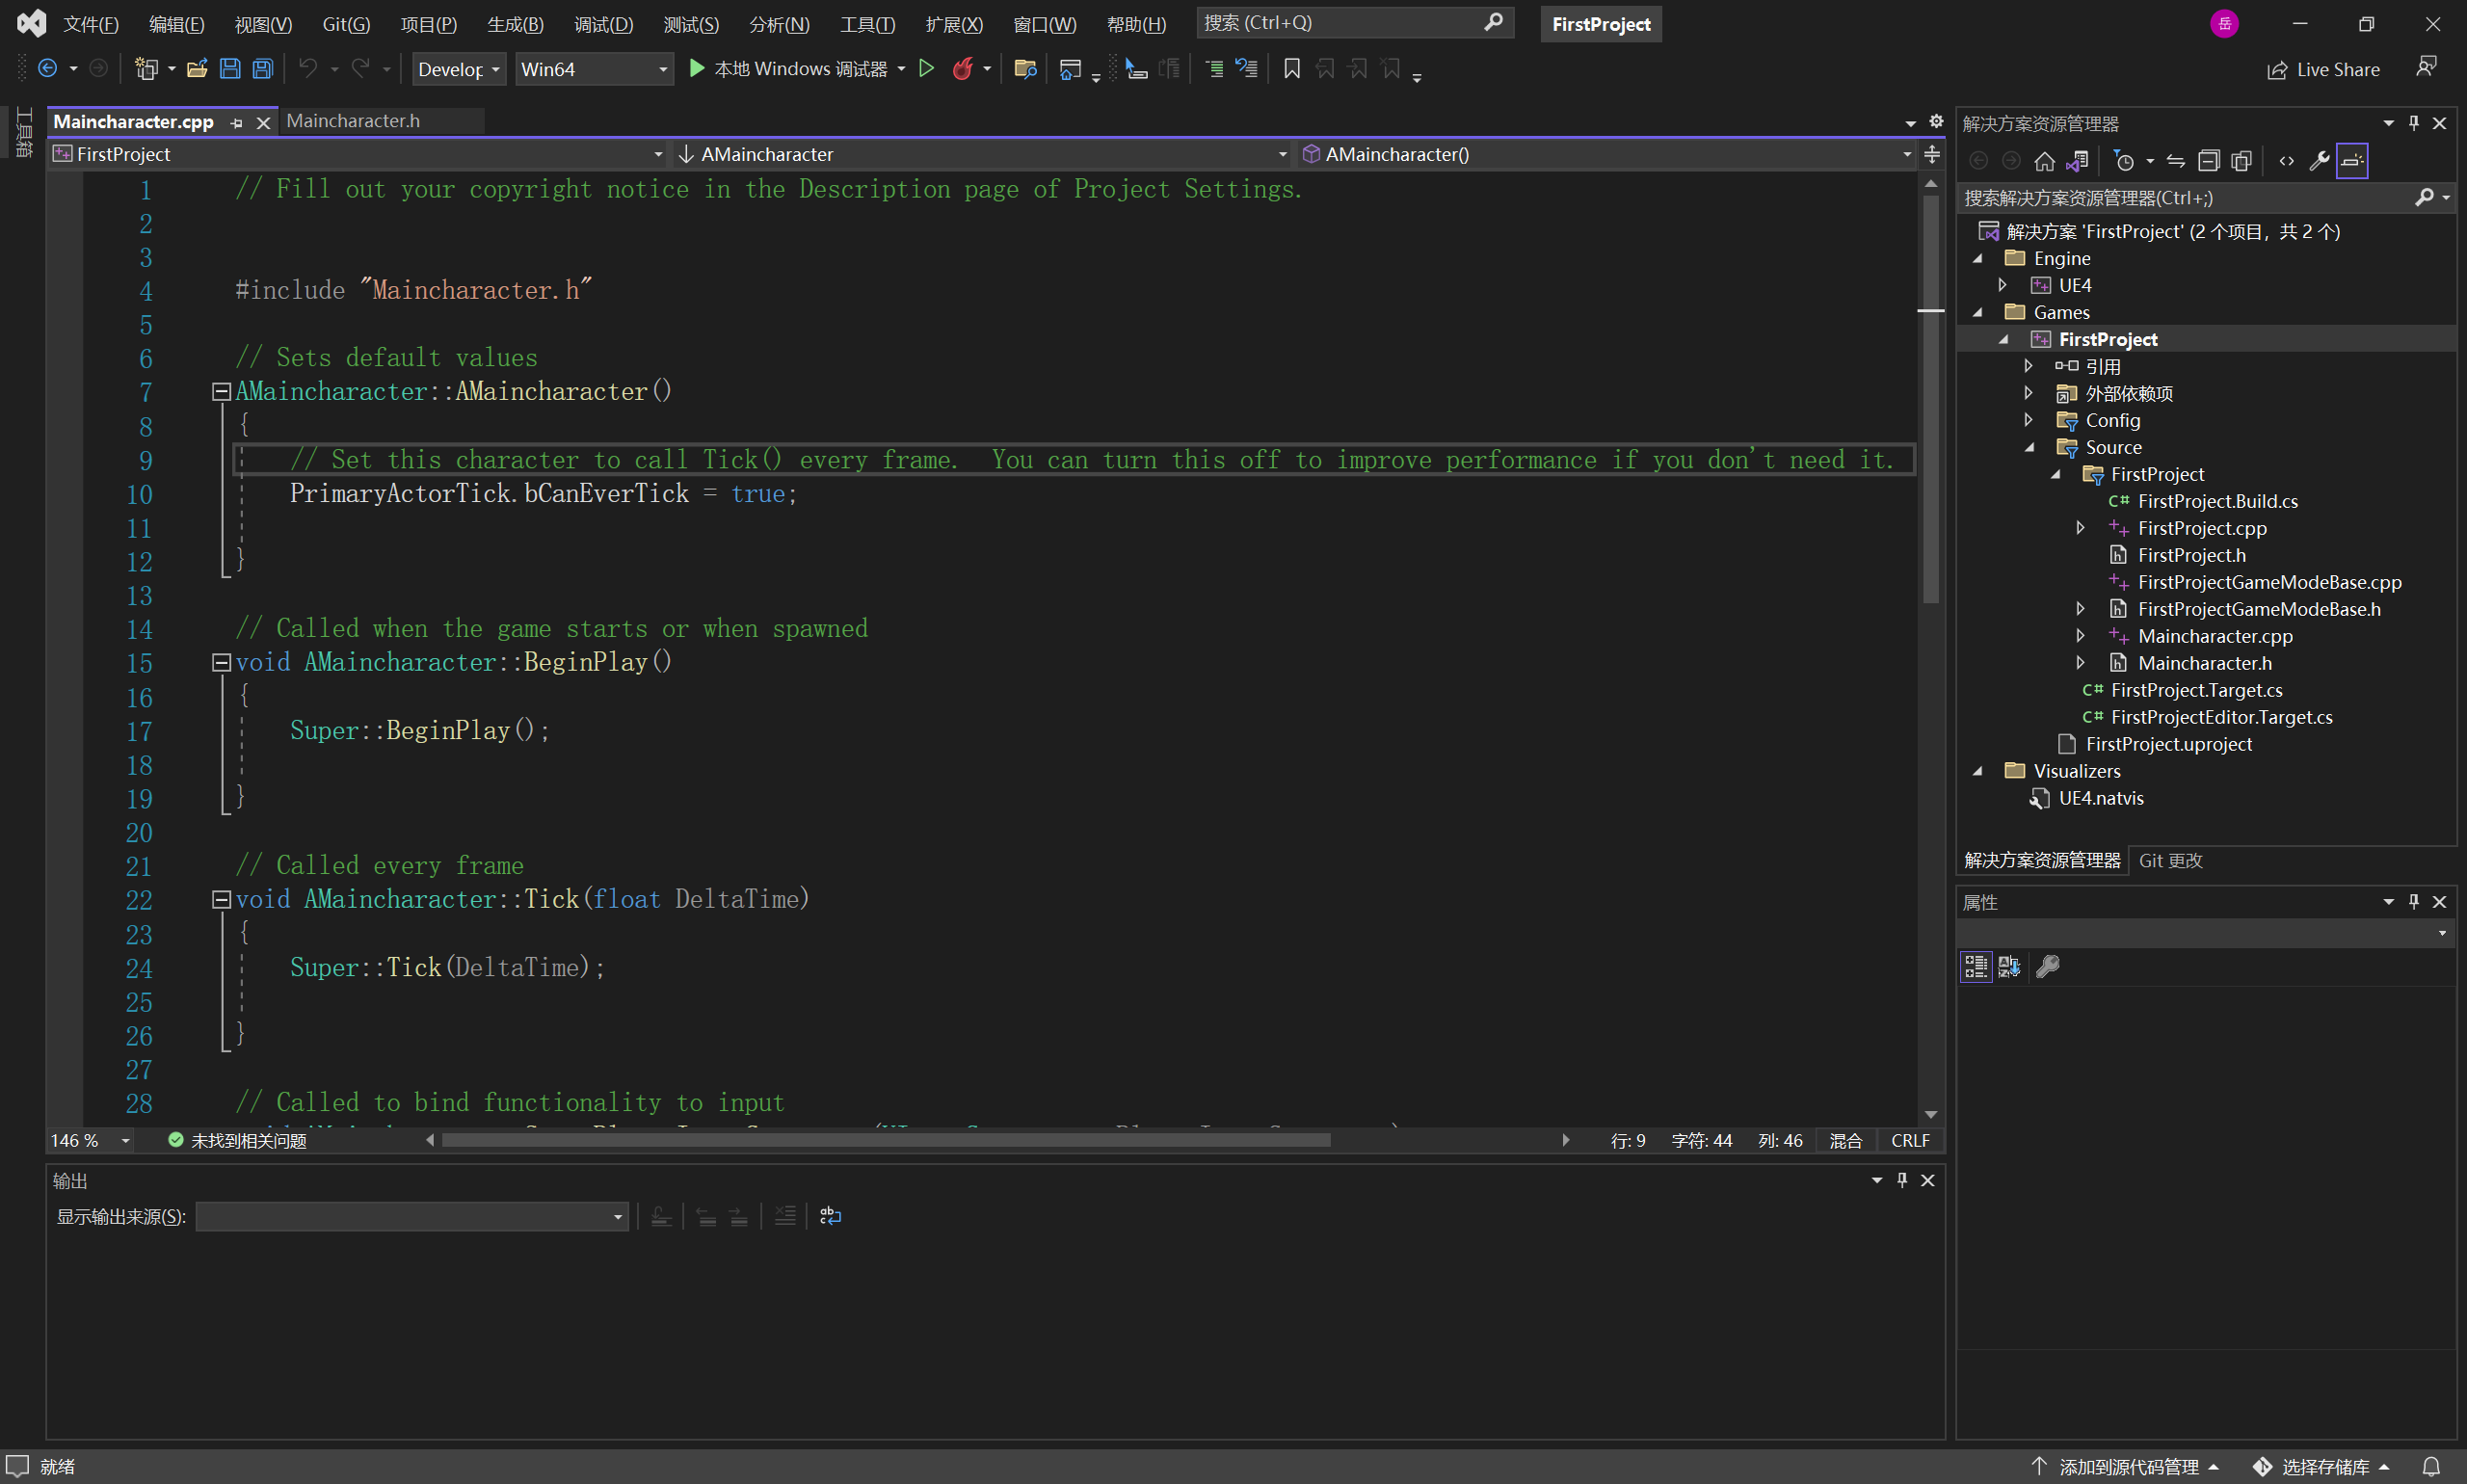 文件(F) 编辑(E) 视图(V) Git(G) 项目(P) 生成(B) 调试(D) 测试(S) 分析(N) 工具(T) 扩展(X) 窗口(W) 帮助(H) 搜索 (Ctrl+Q) FirstProject 岳
Develop Win64 本地 Windows 调试器 Live Share
工具箱
Maincharacter.cpp Maincharacter.h
FirstProject AMaincharacter AMaincharacter()
1 // Fill out your copyright notice in the Description page of Project Settings.
2
3
4 #include "Maincharacter.h"
5
6 // Sets default values
7 AMaincharacter::AMaincharacter()
8 {
9 // Set this character to call Tick() every frame.  You can turn this off to improve performance if you don't need it.
10 PrimaryActorTick.bCanEverTick = true;
11
12 }
13
14 // Called when the game starts or when spawned
15 void AMaincharacter::BeginPlay()
16 {
17 Super::BeginPlay();
18
19 }
20
21 // Called every frame
22 void AMaincharacter::Tick(float DeltaTime)
23 {
24 Super::Tick(DeltaTime);
25
26 }
27
28 // Called to bind functionality to input
146 % 未找到相关问题 行: 9 字符: 44 列: 46 混合 CRLF
输出
显示输出来源(S):
解决方案资源管理器
搜索解决方案资源管理器(Ctrl+;)
解决方案 'FirstProject' (2 个项目，共 2 个)
Engine
UE4
Games
FirstProject
引用
外部依赖项
Config
Source
FirstProject
C# FirstProject.Build.cs
++ FirstProject.cpp
h FirstProject.h
++ FirstProjectGameModeBase.cpp
h FirstProjectGameModeBase.h
++ Maincharacter.cpp
h Maincharacter.h
C# FirstProject.Target.cs
C# FirstProjectEditor.Target.cs
FirstProject.uproject
Visualizers
UE4.natvis
解决方案资源管理器 Git 更改
属性
就绪 添加到源代码管理 选择存储库